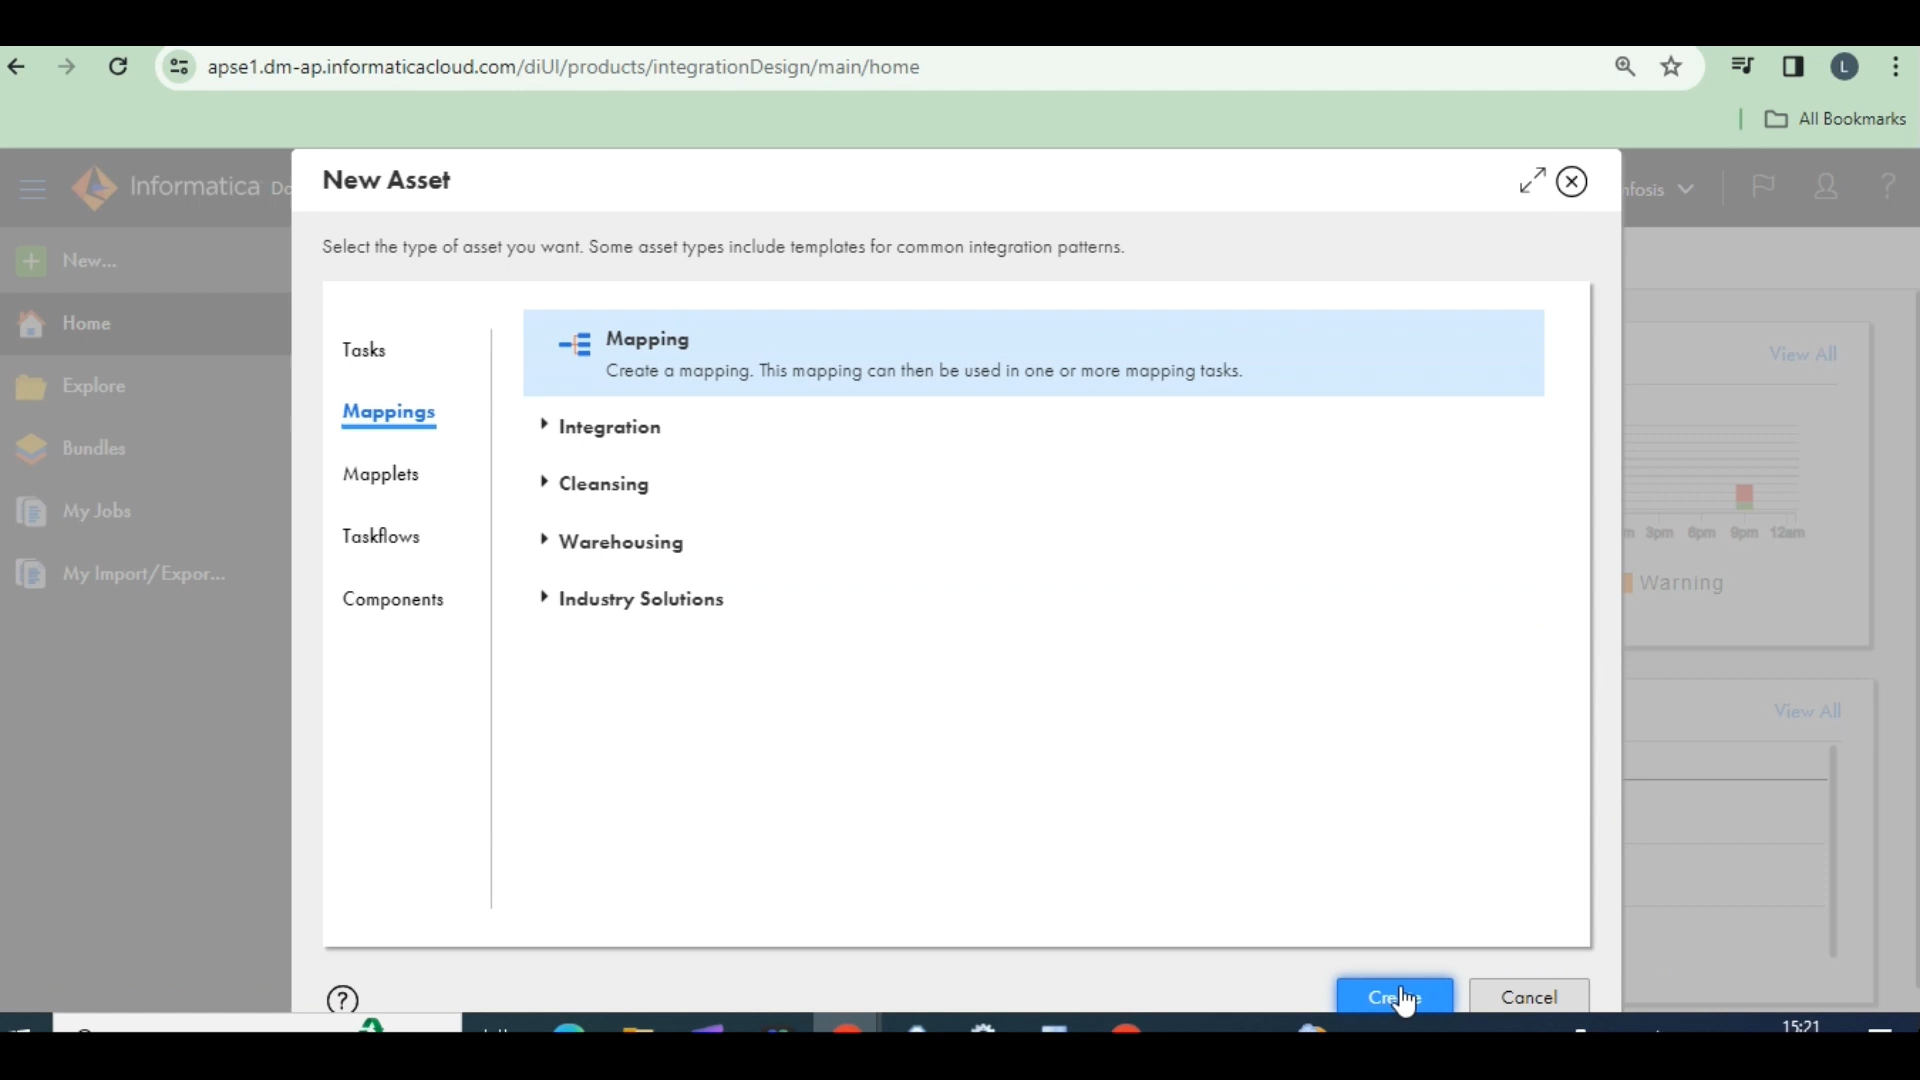 apse1.dm-ap.informaticacloud.com/diUI/products/integrationDesign/main/home
L
All Bookmarks
Informatica
New Asset
New...
Select the type of asset you want. Some asset types include templates for common integration patterns.
Home
Explore
Bundles
My Jobs
My Import/Expor...
Tasks
Mappings
Mapplets
Taskflows
Components
Mapping
Create a mapping. This mapping can then be used in one or more mapping tasks.
Integration
Cleansing
Warehousing
Industry Solutions
View All
3pm 6pm 9pm 12am
Warning
View All
?
Create
Cancel
15:21